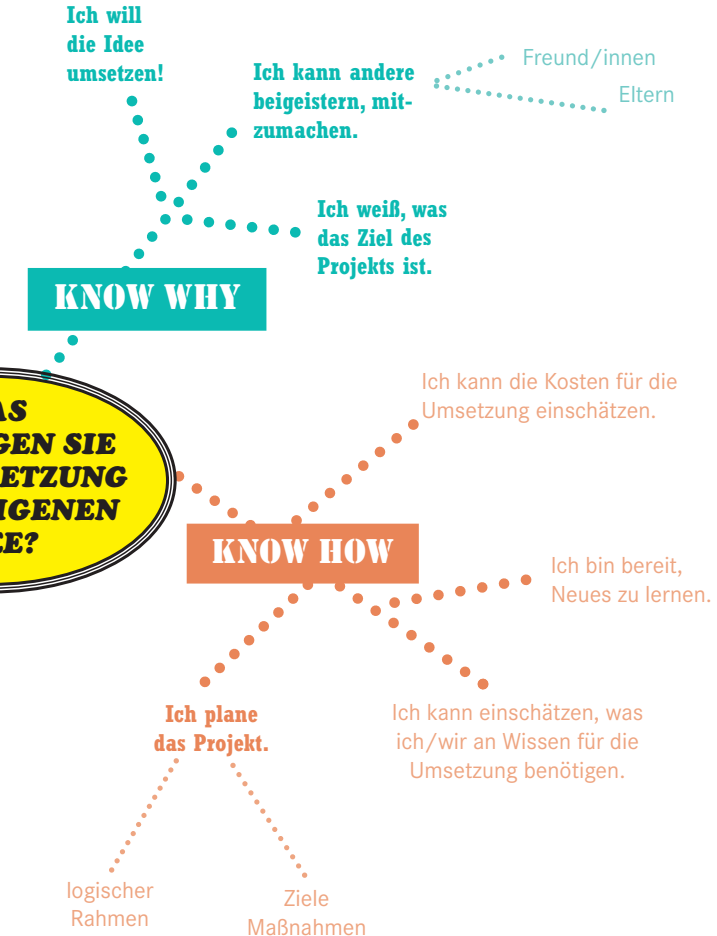 Ich will
die Idee
umsetzen!
Ich kann andere
beigeistern, mit-
zumachen.
Freund/innen
Eltern
Ich weiß, was
das Ziel des
Projekts ist.
KNOW WHY
AS
GEN SIE
ETZUNG
IGENEN
E?
Ich kann die Kosten für die
Umsetzung einschätzen.
KNOW HOW
Ich bin bereit,
Neues zu lernen.
Ich plane
das Projekt.
Ich kann einschätzen, was
ich/wir an Wissen für die
Umsetzung benötigen.
logischer
Rahmen
Ziele
Maßnahmen